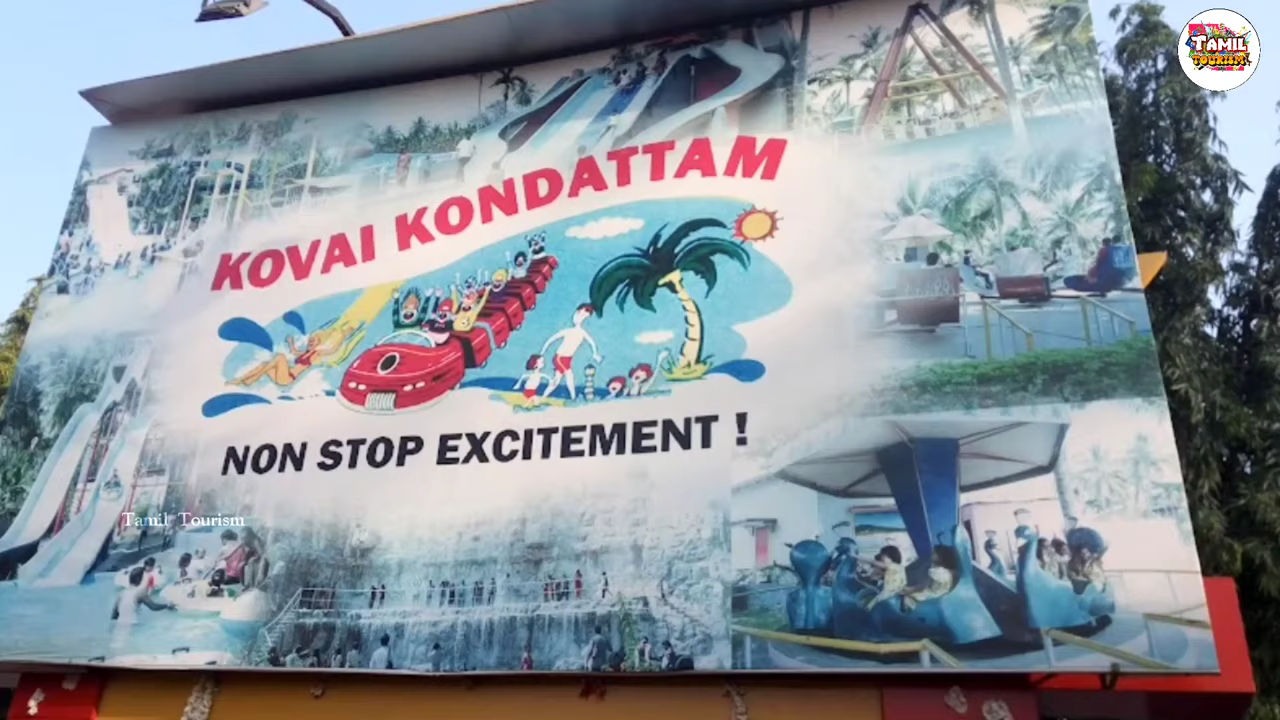 TAMIL
TOURISM
KOVAI KONDATTAM
NON STOP EXCITEMENT !
Tamil Tourism